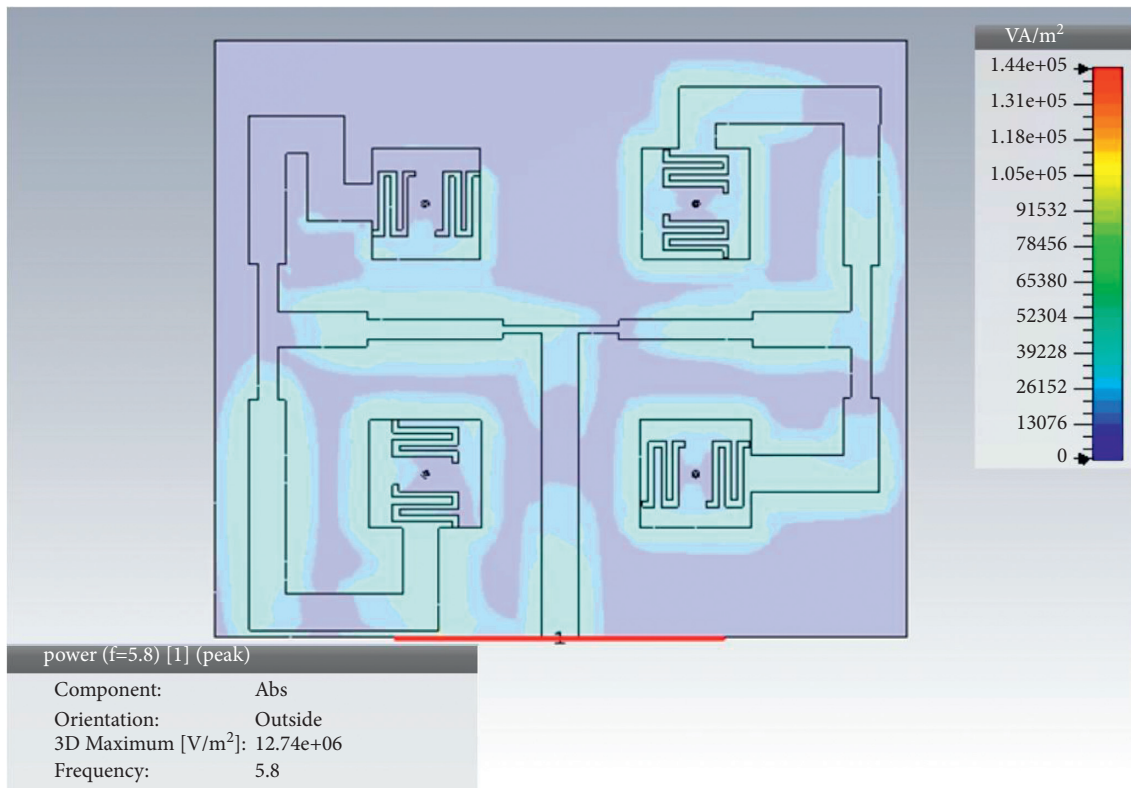 VA/m²
1.44e+05
1.31e+05
1.18e+05
1.05e+05
91532
78456
65380
52304
39228
26152
13076
0
1
power (f=5.8) [1] (peak)
Component: Abs
Orientation: Outside
3D Maximum [V/m²]: 12.74e+06
Frequency: 5.8